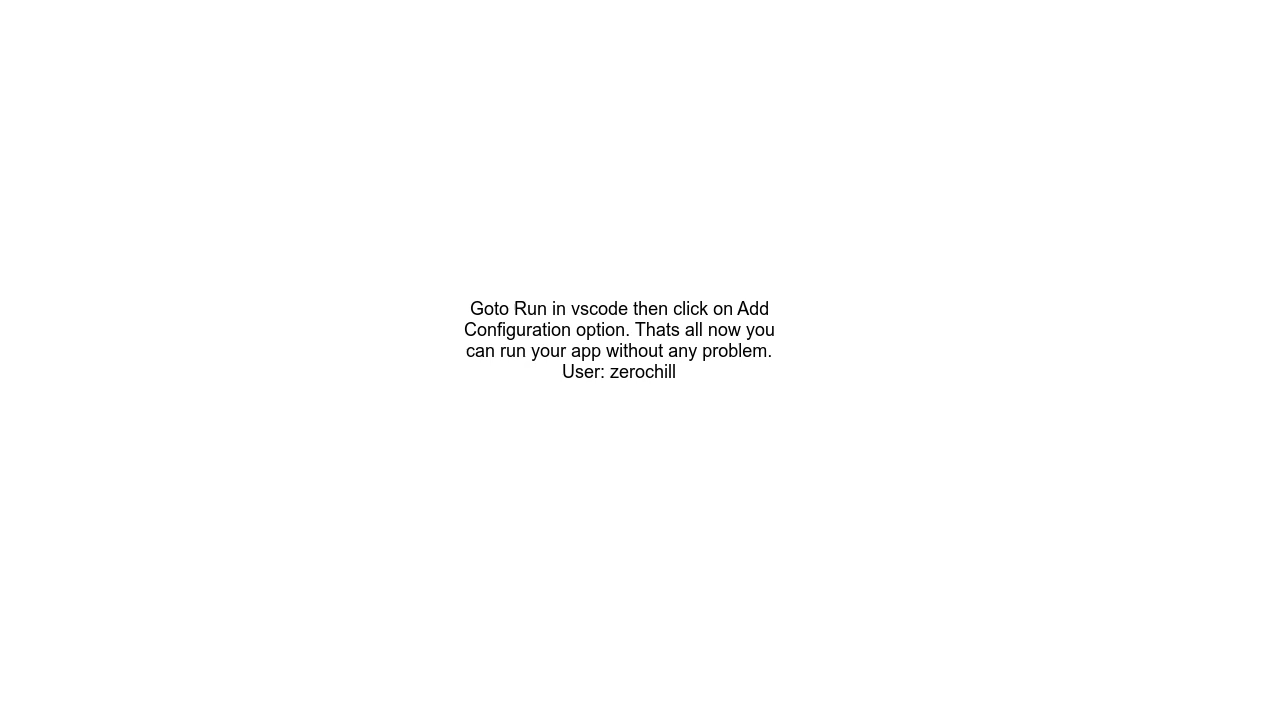 Goto Run in vscode then click on Add
Configuration option. Thats all now you
can run your app without any problem.
User: zerochill